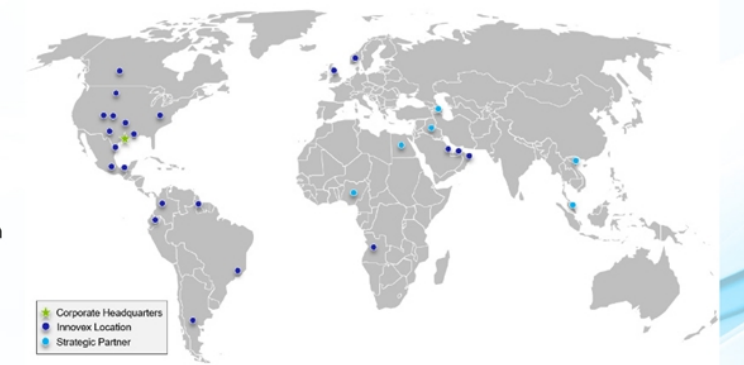 Corporate Headquarters
Innovex Location
Strategic Partner